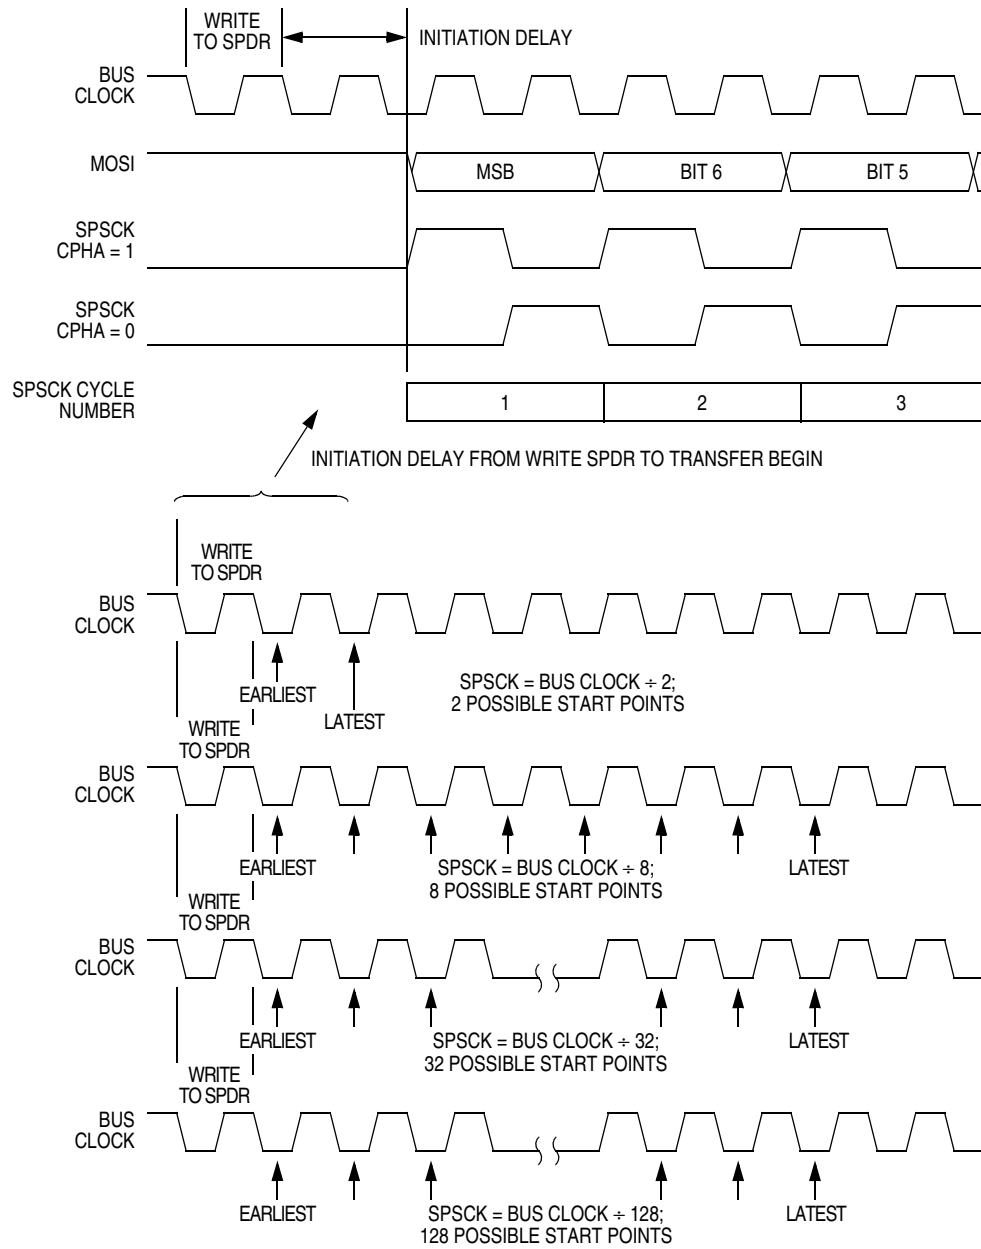 WRITE
TO SPDR
INITIATION DELAY
BUS
CLOCK
MOSI
MSB
BIT 6
BIT 5
SPSCK
CPHA = 1
SPSCK
CPHA = 0
SPSCK CYCLE
NUMBER
1
2
3
INITIATION DELAY FROM WRITE SPDR TO TRANSFER BEGIN
WRITE
TO SPDR
BUS
CLOCK
EARLIEST
LATEST
SPSCK = BUS CLOCK ÷ 2;
2 POSSIBLE START POINTS
WRITE
TO SPDR
BUS
CLOCK
EARLIEST
SPSCK = BUS CLOCK ÷ 8;
8 POSSIBLE START POINTS
LATEST
WRITE
TO SPDR
BUS
CLOCK
EARLIEST
SPSCK = BUS CLOCK ÷ 32;
32 POSSIBLE START POINTS
LATEST
WRITE
TO SPDR
BUS
CLOCK
EARLIEST
SPSCK = BUS CLOCK ÷ 128;
128 POSSIBLE START POINTS
LATEST